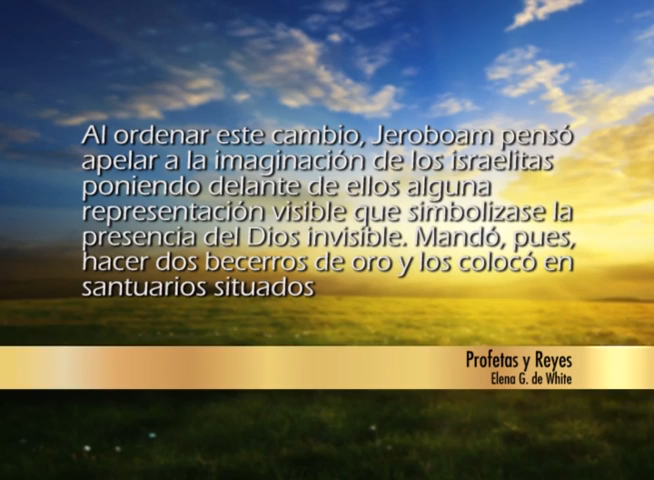 Al ordenar este cambio, Jeroboam pensó
apelar a la imaginación de los israelitas
poniendo delante de ellos alguna
representación visible que simbolizase la
presencia del Dios invisible. Mandó, pues,
hacer dos becerros de oro y los colocó en
santuarios situados
Profetas y Reyes
Elena G. de White